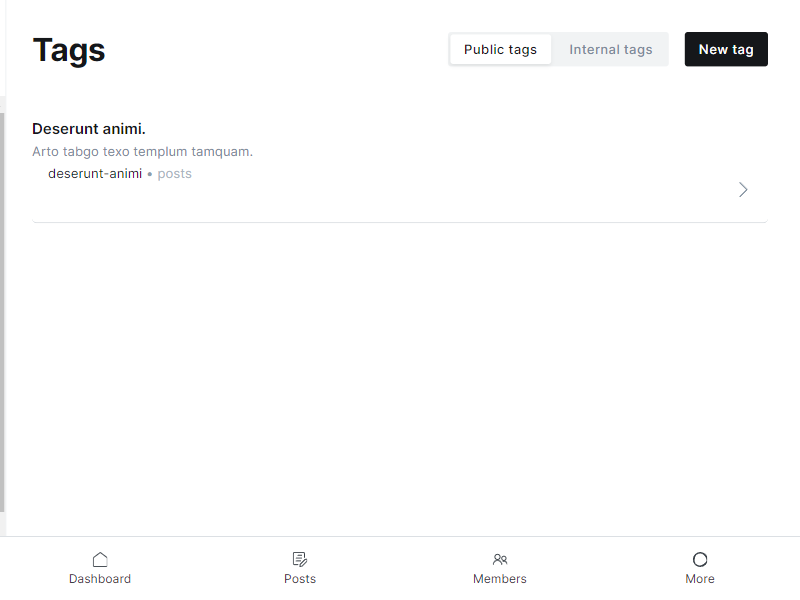 Tags
Public tags
Internal tags
New tag
Deserunt animi.
Arto tabgo texo templum tamquam.
deserunt-animi • posts
Dashboard
Posts
Members
More